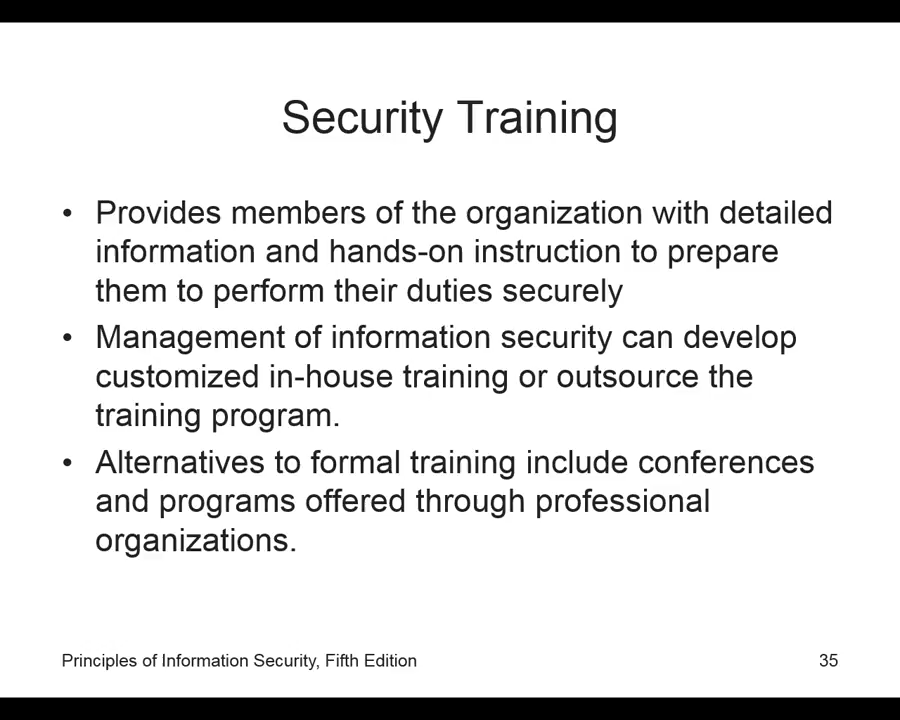 Security Training
• Provides members of the organization with detailed
information and hands-on instruction to prepare
them to perform their duties securely
• Management of information security can develop
customized in-house training or outsource the
training program.
• Alternatives to formal training include conferences
and programs offered through professional
organizations.
Principles of Information Security, Fifth Edition
35